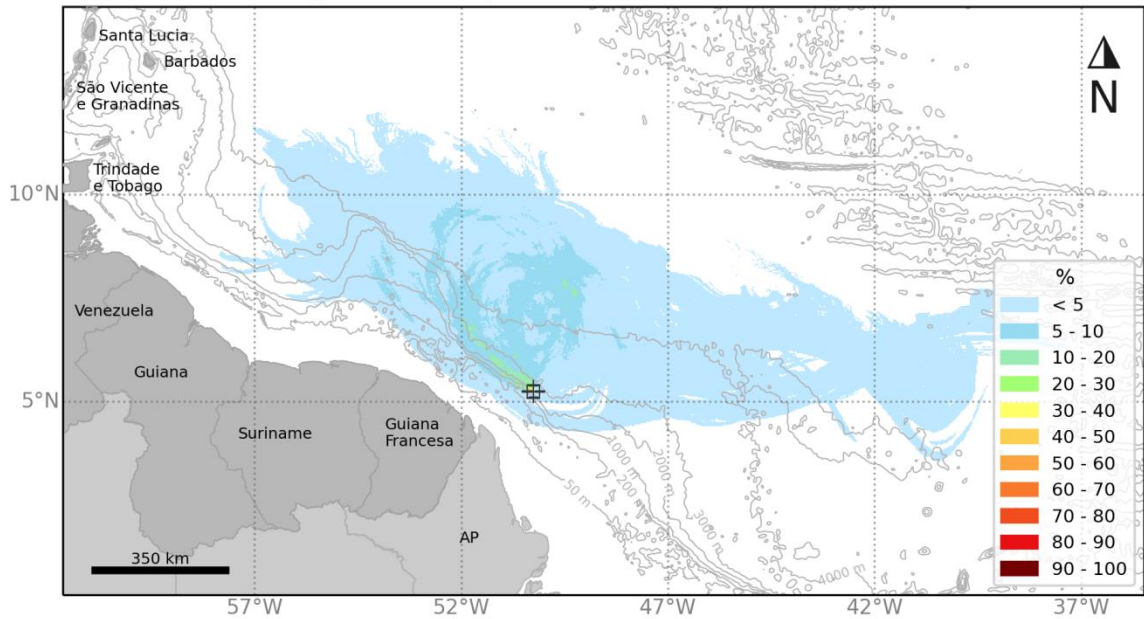 Santa Lucia
Barbados
São Vicente
e Granadinas
Trindade
e Tobago
N
10°N
5°N
Venezuela
Guiana
Suriname
Guiana
Francesa
AP
350 km
50 m
200 m
2000 m
3000 m
4000 m
%
< 5
5 - 10
10 - 20
20 - 30
30 - 40
40 - 50
50 - 60
60 - 70
70 - 80
80 - 90
90 - 100
57°W
52°W
47°W
42°W
37°W